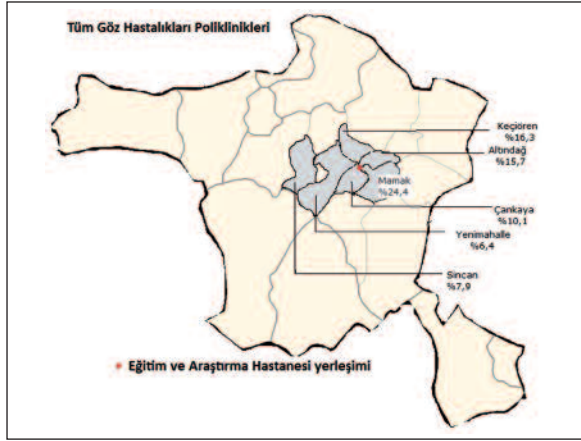 Tüm Göz Hastalıkları Poliklinikleri
Keçiören
%16,3
Altındağ
%15,7
Mamak
%24,4
Çankaya
%10,1
Yenimahalle
%6,4
Sincan
%7,9
Eğitim ve Araştırma Hastanesi yerleşimi